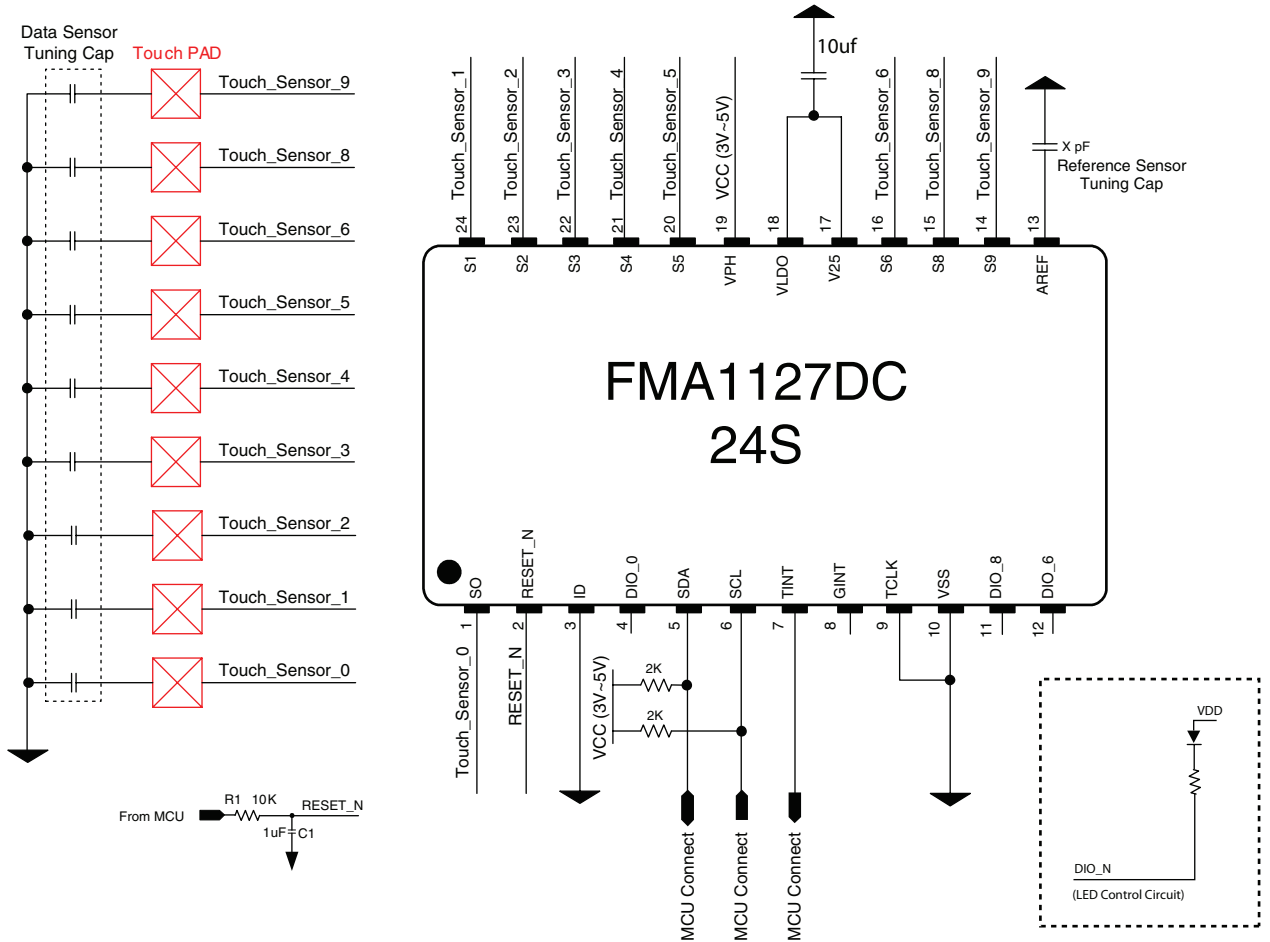 Data Sensor
Tuning Cap
Touch PAD
Touch_Sensor_9
Touch_Sensor_8
Touch_Sensor_6
Touch_Sensor_5
Touch_Sensor_4
Touch_Sensor_3
Touch_Sensor_2
Touch_Sensor_1
Touch_Sensor_0
From MCU
R1 10K
RESET_N
1uF
C1
Touch_Sensor_1
Touch_Sensor_2
Touch_Sensor_3
Touch_Sensor_4
Touch_Sensor_5
VCC (3V~5V)
10uf
Touch_Sensor_6
Touch_Sensor_8
Touch_Sensor_9
X pF
Reference Sensor
Tuning Cap
24
23
22
21
20
19
18
17
16
15
14
13
S1
S2
S3
S4
S5
VPH
VLDO
V25
S6
S8
S9
AREF
FMA1127DC
24S
SO
RESET_N
ID
DIO_0
SDA
SCL
TINT
GINT
TCLK
VSS
DIO_8
DIO_6
1
2
3
4
5
6
7
8
9
10
11
12
Touch_Sensor_0
RESET_N
VCC (3V~5V)
2K
2K
MCU Connect
MCU Connect
MCU Connect
VDD
DIO_N
(LED Control Circuit)